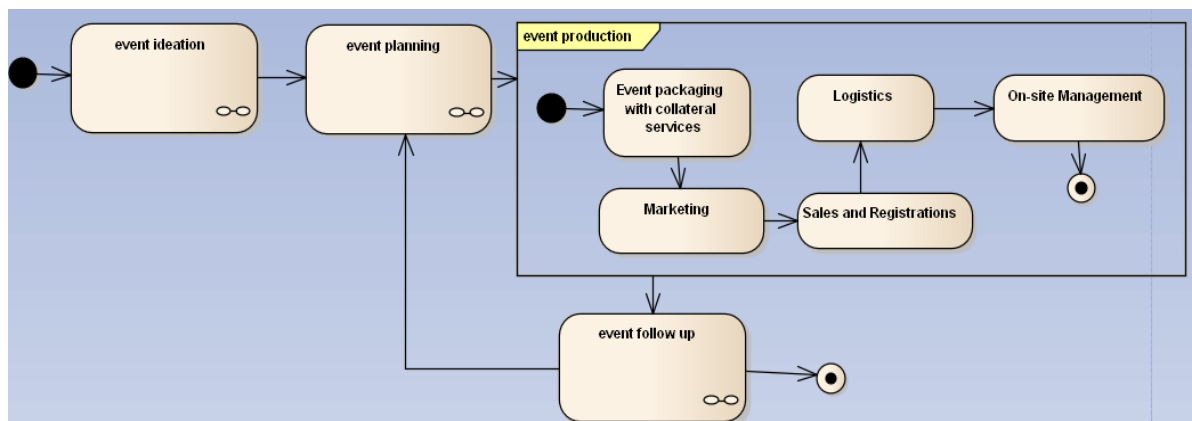 event ideation
event planning
event production
Event packaging
with collateral
services
Logistics
On-site Management
Marketing
Sales and Registrations
event follow up